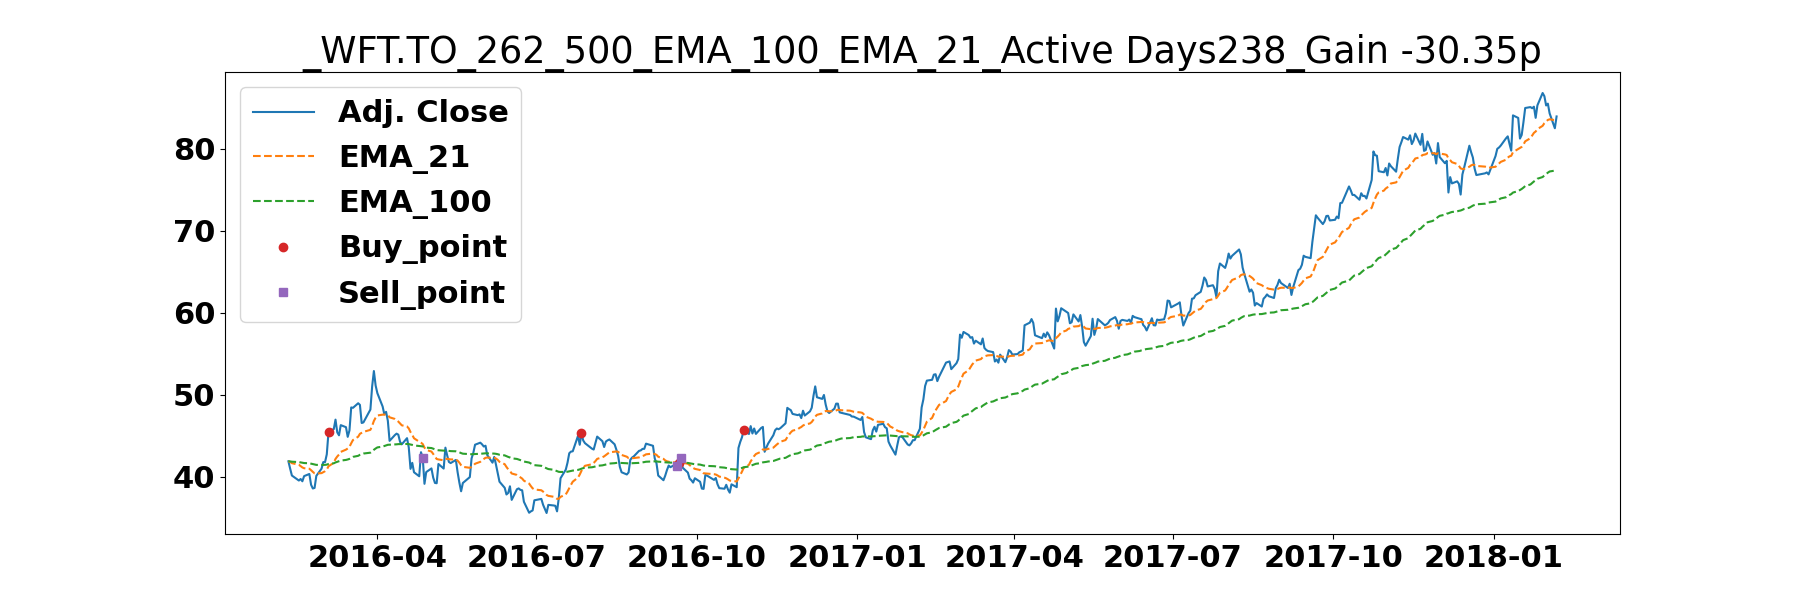 _WFT.TO_262_500_EMA_100_EMA_21_Active Days238_Gain -30.35p
Adj. Close
EMA_21
EMA_100
Buy_point
Sell_point
80
70
60
50
40
2016-04 2016-07 2016-10 2017-01 2017-04 2017-07 2017-10 2018-01